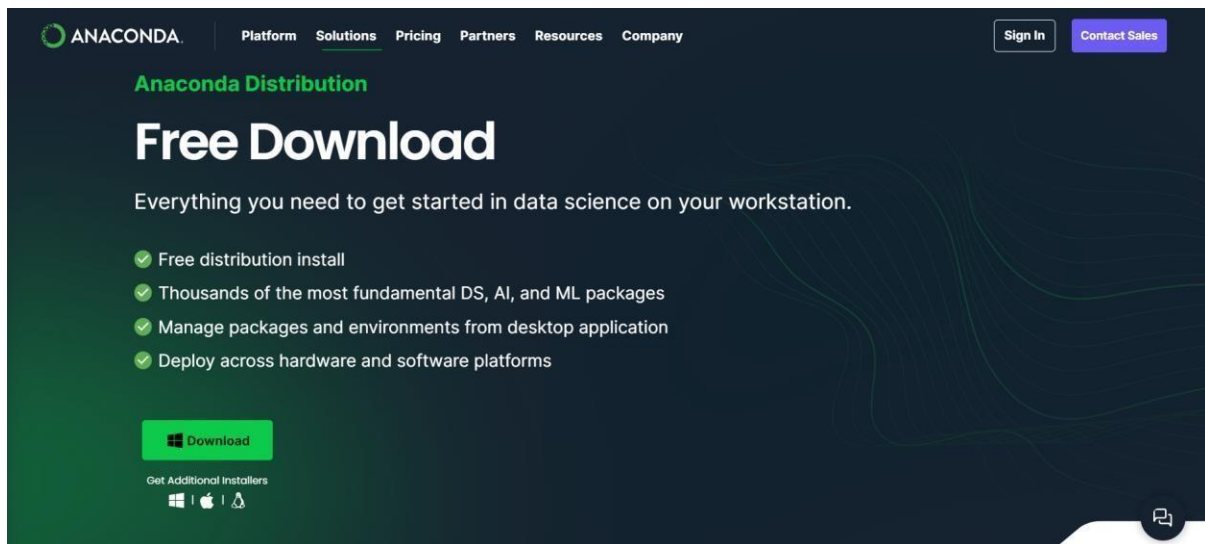 ANACONDA.
Platform Solutions Pricing Partners Resources Company
Sign In
Contact Sales
Anaconda Distribution
Free Download
Everything you need to get started in data science on your workstation.
Free distribution install
Thousands of the most fundamental DS, AI, and ML packages
Manage packages and environments from desktop application
Deploy across hardware and software platforms
Download
Get Additional Installers